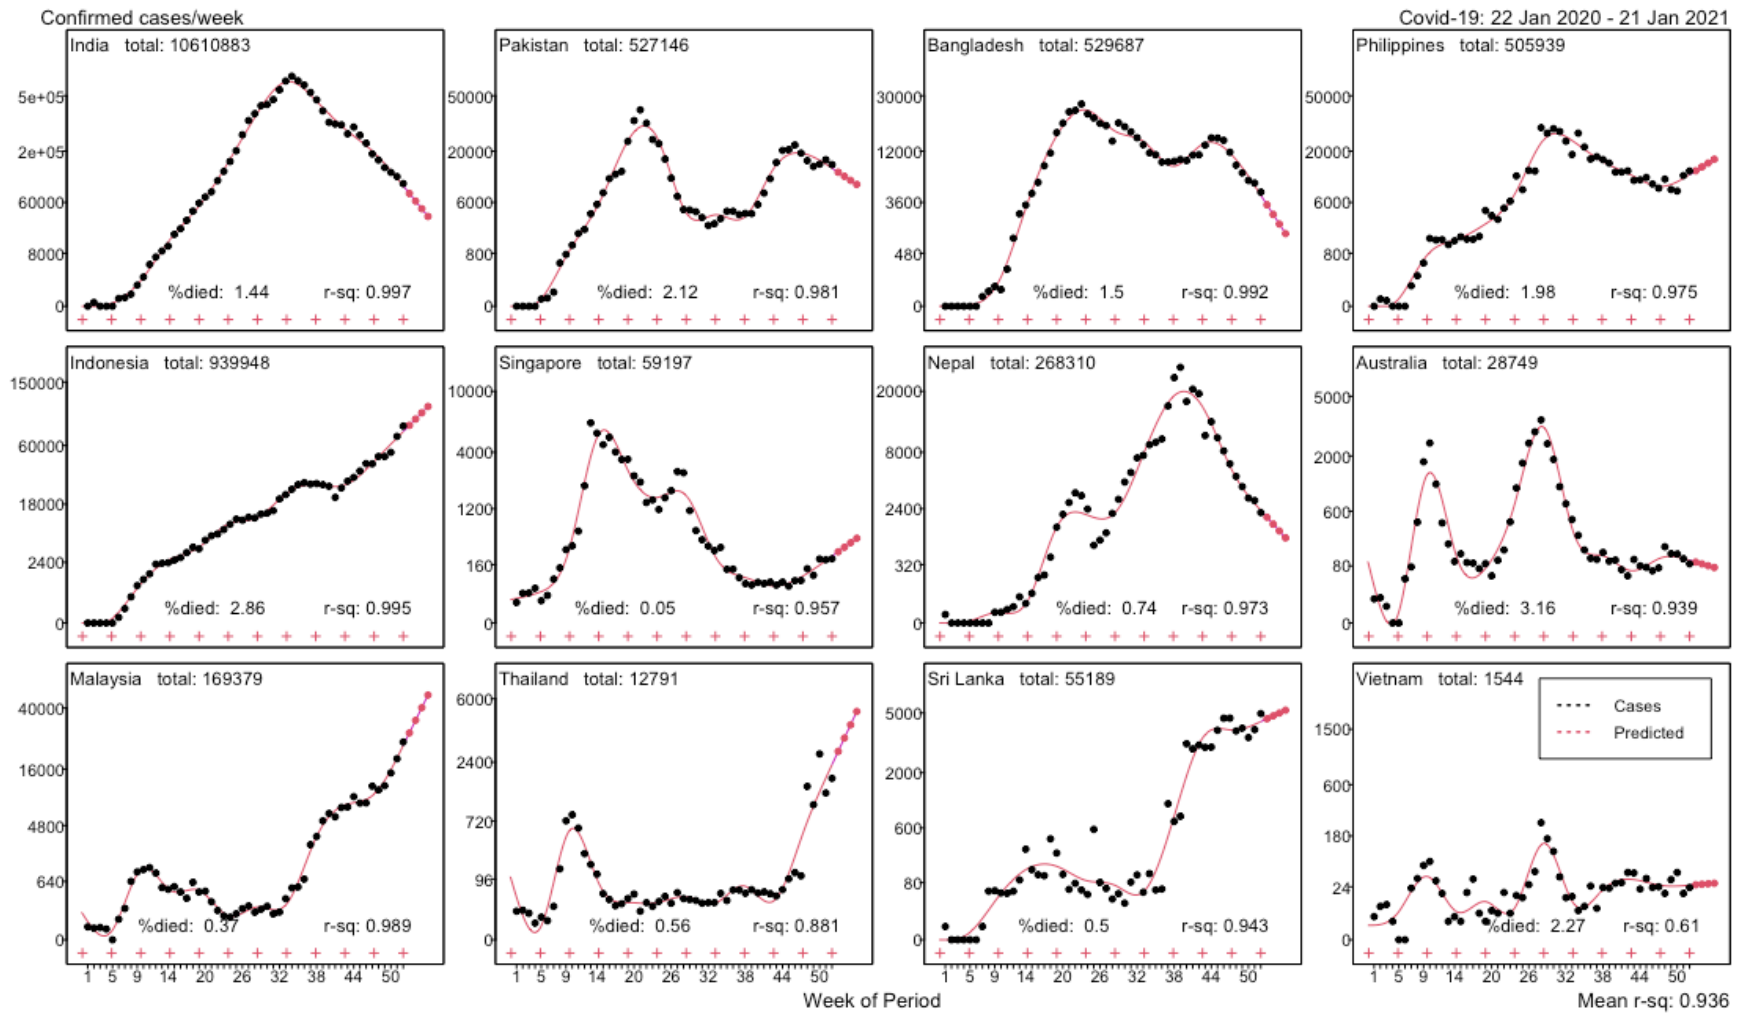 Confirmed cases/week Covid-19: 22 Jan 2020 - 21 Jan 2021
India total: 10610883
5e+05
2e+05
60000
8000
0
%died: 1.44 r-sq: 0.997
Pakistan total: 527146
50000
20000
6000
800
0
%died: 2.12 r-sq: 0.981
Bangladesh total: 529687
30000
12000
3600
480
0
%died: 1.5 r-sq: 0.992
Philippines total: 505939
50000
20000
6000
800
0
%died: 1.98 r-sq: 0.975
Indonesia total: 939948
150000
60000
18000
2400
0
%died: 2.86 r-sq: 0.995
Singapore total: 59197
10000
4000
1200
160
0
%died: 0.05 r-sq: 0.957
Nepal total: 268310
20000
8000
2400
320
0
%died: 0.74 r-sq: 0.973
Australia total: 28749
5000
2000
600
80
0
%died: 3.16 r-sq: 0.939
Malaysia total: 169379
40000
16000
4800
640
0
%died: 0.37 r-sq: 0.989
1 5 9 14 20 26 32 38 44 50
Thailand total: 12791
6000
2400
720
96
0
%died: 0.56 r-sq: 0.881
1 5 9 14 20 26 32 38 44 50
Sri Lanka total: 55189
5000
2000
600
80
0
%died: 0.5 r-sq: 0.943
1 5 9 14 20 26 32 38 44 50
Vietnam total: 1544
Cases
Predicted
1500
600
180
24
0
%died: 2.27 r-sq: 0.61
1 5 9 14 20 26 32 38 44 50
Week of Period
Mean r-sq: 0.936